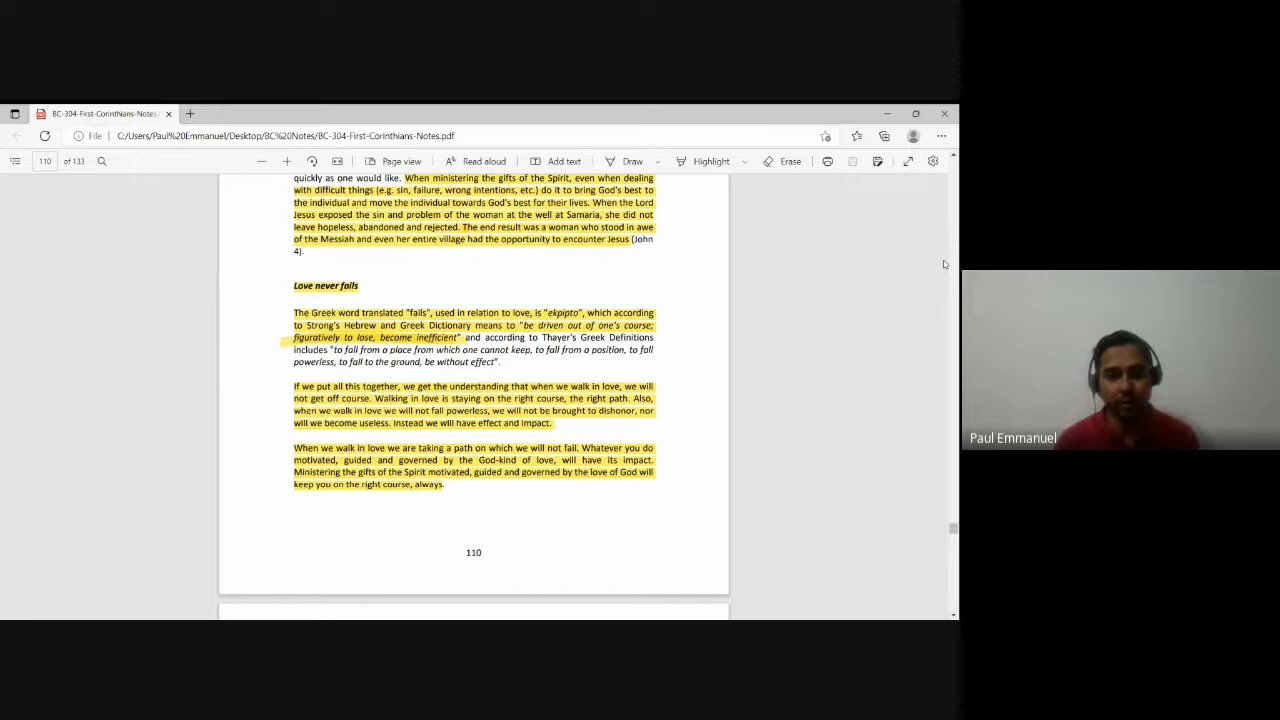 BC-304-First-Corinthians-Notes
File C:/Users/Paul%20Emmanuel/Desktop/BC%20Notes/BC-304-First-Corinthians-Notes.pdf
110 of 133 Page view Read aloud Add text Draw Highlight Erase
quickly as one would like. When ministering the gifts of the Spirit, even when dealing
with difficult things (e.g. sin, failure, wrong intentions, etc.) do it to bring God's best to
the individual and move the individual towards God's best for their lives. When the Lord
Jesus exposed the sin and problem of the woman at the well at Samaria, she did not
leave hopeless, abandoned and rejected. The end result was a woman who stood in awe
of the Messiah and even her entire village had the opportunity to encounter Jesus (John
4).
Love never fails
The Greek word translated "fails", used in relation to love, is "ekpipto", which according
to Strong's Hebrew and Greek Dictionary means to "be driven out of one's course;
figuratively to lose, become inefficient" and according to Thayer's Greek Definitions
includes "to fall from a place from which one cannot keep, to fall from a position, to fall
powerless, to fall to the ground, be without effect".
If we put all this together, we get the understanding that when we walk in love, we will
not get off course. Walking in love is staying on the right course, the right path. Also,
when we walk in love we will not fall powerless, we will not be brought to dishonor, nor
will we become useless. Instead we will have effect and impact.
When we walk in love we are taking a path on which we will not fail. Whatever you do
motivated, guided and governed by the God-kind of love, will have its impact.
Ministering the gifts of the Spirit motivated, guided and governed by the love of God will
keep you on the right course, always.
110
Paul Emmanuel